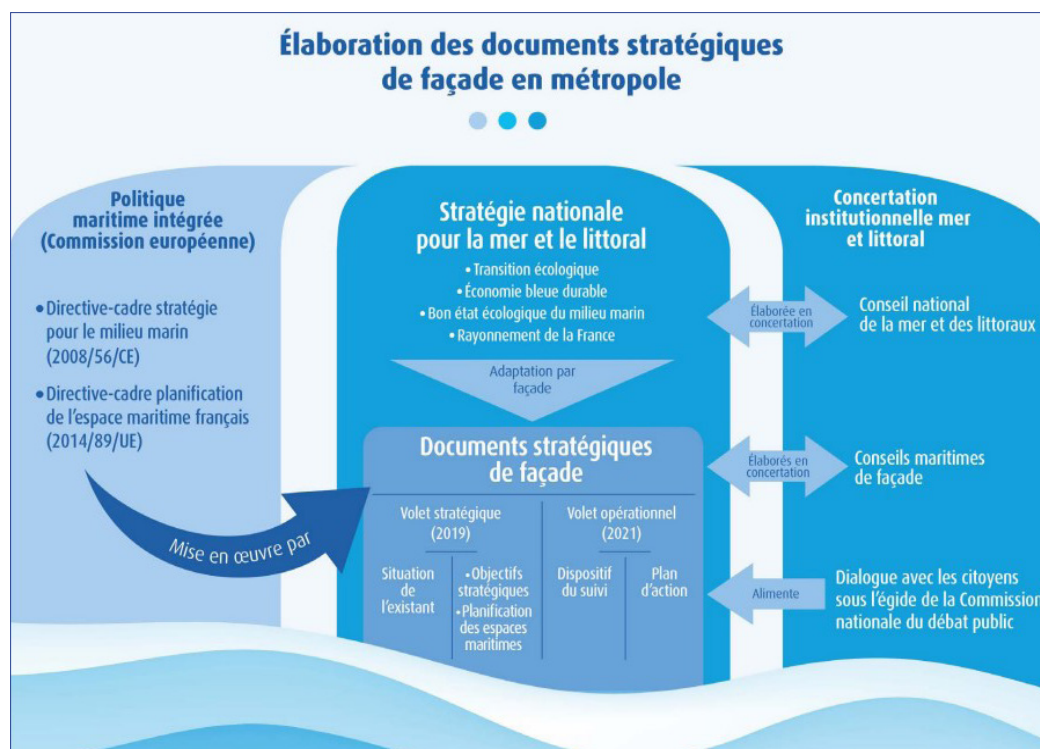 Élaboration des documents stratégiques
de façade en métropole
Politique
maritime intégrée
(Commission européenne)
• Directive-cadre stratégie
pour le milieu marin
(2008/56/CE)
• Directive-cadre planification
de l'espace maritime français
(2014/89/UE)
Mise en œuvre par
Stratégie nationale
pour la mer et le littoral
• Transition écologique
• Économie bleue durable
• Bon état écologique du milieu marin
• Rayonnement de la France
Adaptation par
façade
Documents stratégiques
de façade
Volet stratégique
(2019)
Situation
de
l'existant
• Objectifs
stratégiques
• Planification
des espaces
maritimes
Volet opérationnel
(2021)
Dispositif
du suivi
Plan
d'action
Concertation
institutionnelle mer
et littoral
Élaborée en
concertation
Conseil national
de la mer et des littoraux
Élaborés en
concertation
Conseils maritimes
de façade
Alimente
Dialogue avec les citoyens
sous l'égide de la Commission
nationale du débat public